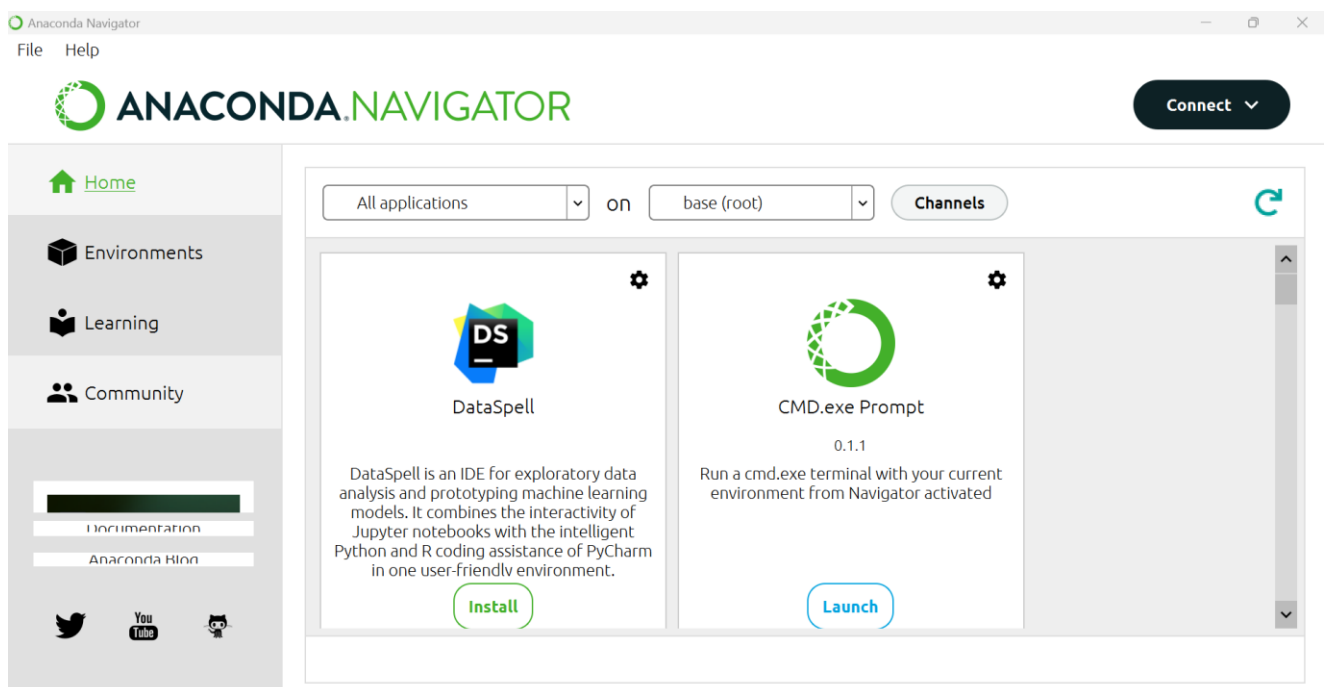 Anaconda Navigator
File Help
ANACONDA.NAVIGATOR
Connect
Home
Environments
Learning
Community
Documentation
Anaconda Blog
You
Tube
All applications on base (root) Channels
DS
DataSpell
DataSpell is an IDE for exploratory data
analysis and prototyping machine learning
models. It combines the interactivity of
Jupyter notebooks with the intelligent
Python and R coding assistance of PyCharm
in one user-friendly environment.
Install
CMD.exe Prompt
0.1.1
Run a cmd.exe terminal with your current
environment from Navigator activated
Launch